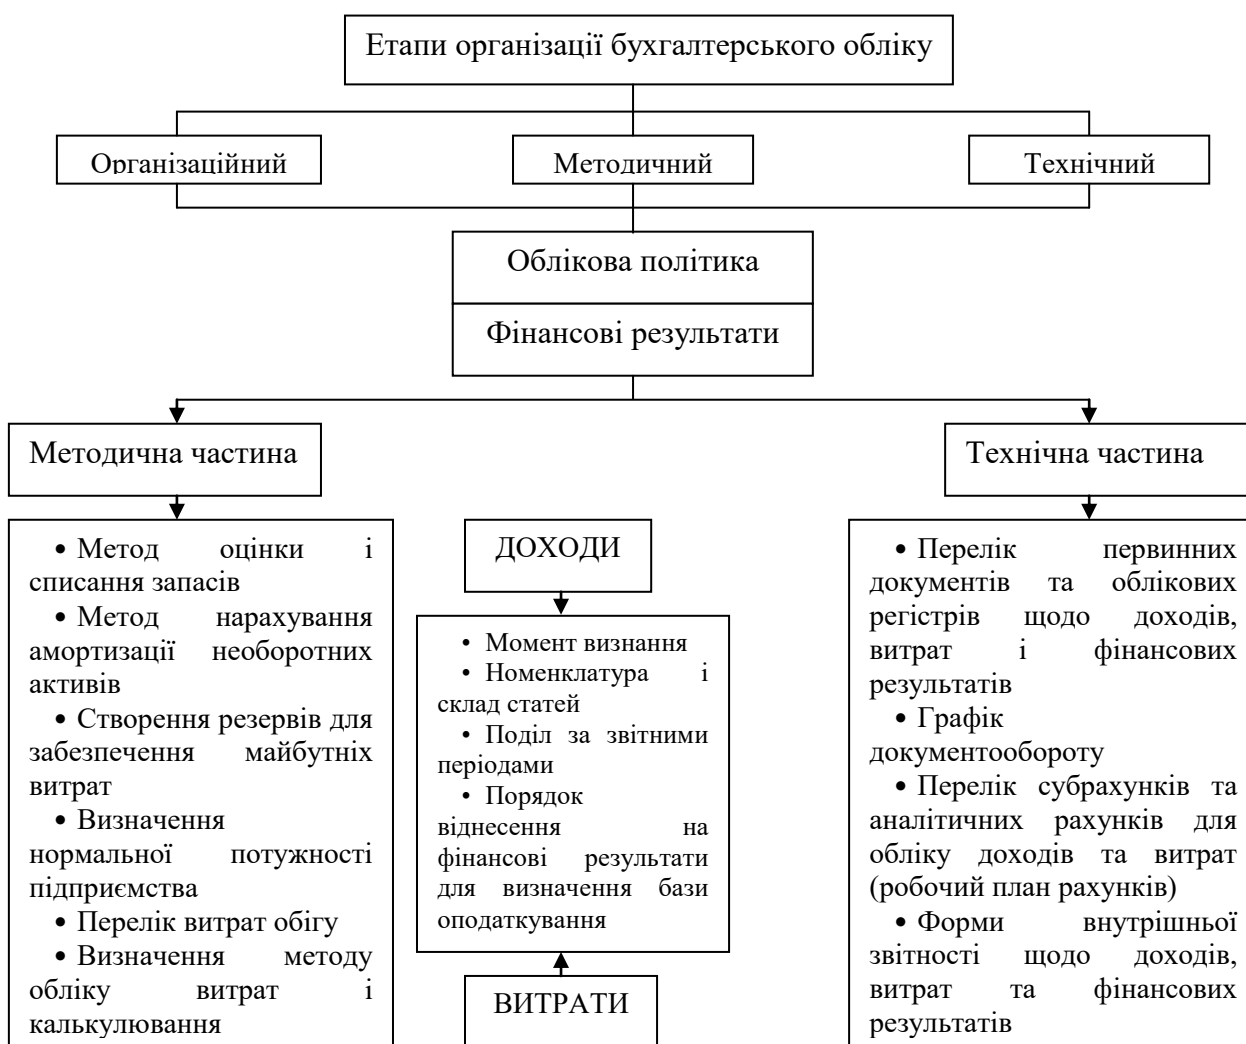 Етапи організації бухгалтерського обліку
Організаційний
Методичний
Технічний
Облікова політика
Фінансові результати
Методична частина
Технічна частина
• Метод оцінки і
списання запасів
• Метод нарахування
амортизації необоротних
активів
• Створення резервів для
забезпечення майбутніх
витрат
• Визначення
нормальної потужності
підприємства
• Перелік витрат обігу
• Визначення методу
обліку витрат і
калькулювання
ДОХОДИ
• Момент визнання
• Номенклатура і
склад статей
• Поділ за звітними
періодами
• Порядок
віднесення на
фінансові результати
для визначення бази
оподаткування
ВИТРАТИ
• Перелік первинних
документів та облікових
регістрів щодо доходів,
витрат і фінансових
результатів
• Графік
документообороту
• Перелік субрахунків та
аналітичних рахунків для
обліку доходів та витрат
(робочий план рахунків)
• Форми внутрішньої
звітності щодо доходів,
витрат та фінансових
результатів